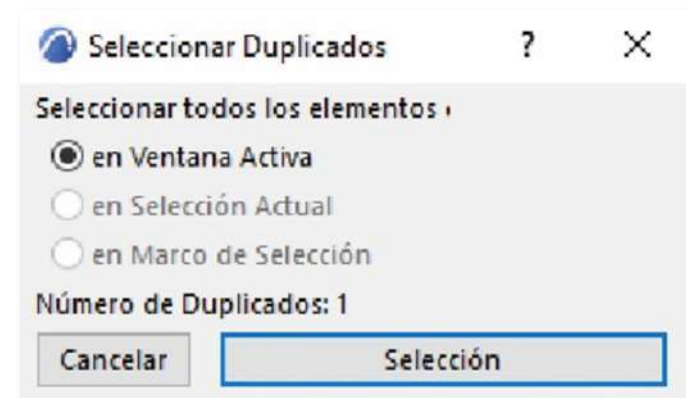 Seleccionar Duplicados ? ×
Seleccionar todos los elementos
en Ventana Activa
en Selección Actual
en Marco de Selección
Número de Duplicados: 1
Cancelar Selección